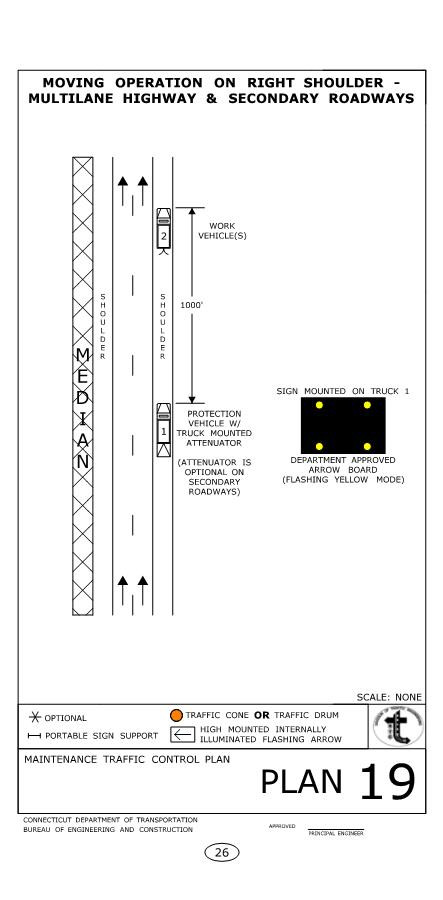 MOVING OPERATION ON RIGHT SHOULDER -
MULTILANE HIGHWAY & SECONDARY ROADWAYS
2
WORK
VEHICLE(S)
SHOULDER
SHOULDER
1000'
MEDIAN
1
PROTECTION
VEHICLE W/
TRUCK MOUNTED
ATTENUATOR
(ATTENUATOR IS
OPTIONAL ON
SECONDARY
ROADWAYS)
SIGN MOUNTED ON TRUCK 1
DEPARTMENT APPROVED
ARROW BOARD
(FLASHING YELLOW MODE)
SCALE: NONE
OPTIONAL
TRAFFIC CONE OR TRAFFIC DRUM
PORTABLE SIGN SUPPORT
HIGH MOUNTED INTERNALLY
ILLUMINATED FLASHING ARROW
MAINTENANCE TRAFFIC CONTROL PLAN
PLAN 19
CONNECTICUT DEPARTMENT OF TRANSPORTATION
BUREAU OF ENGINEERING AND CONSTRUCTION
APPROVED
PRINCIPAL ENGINEER
26